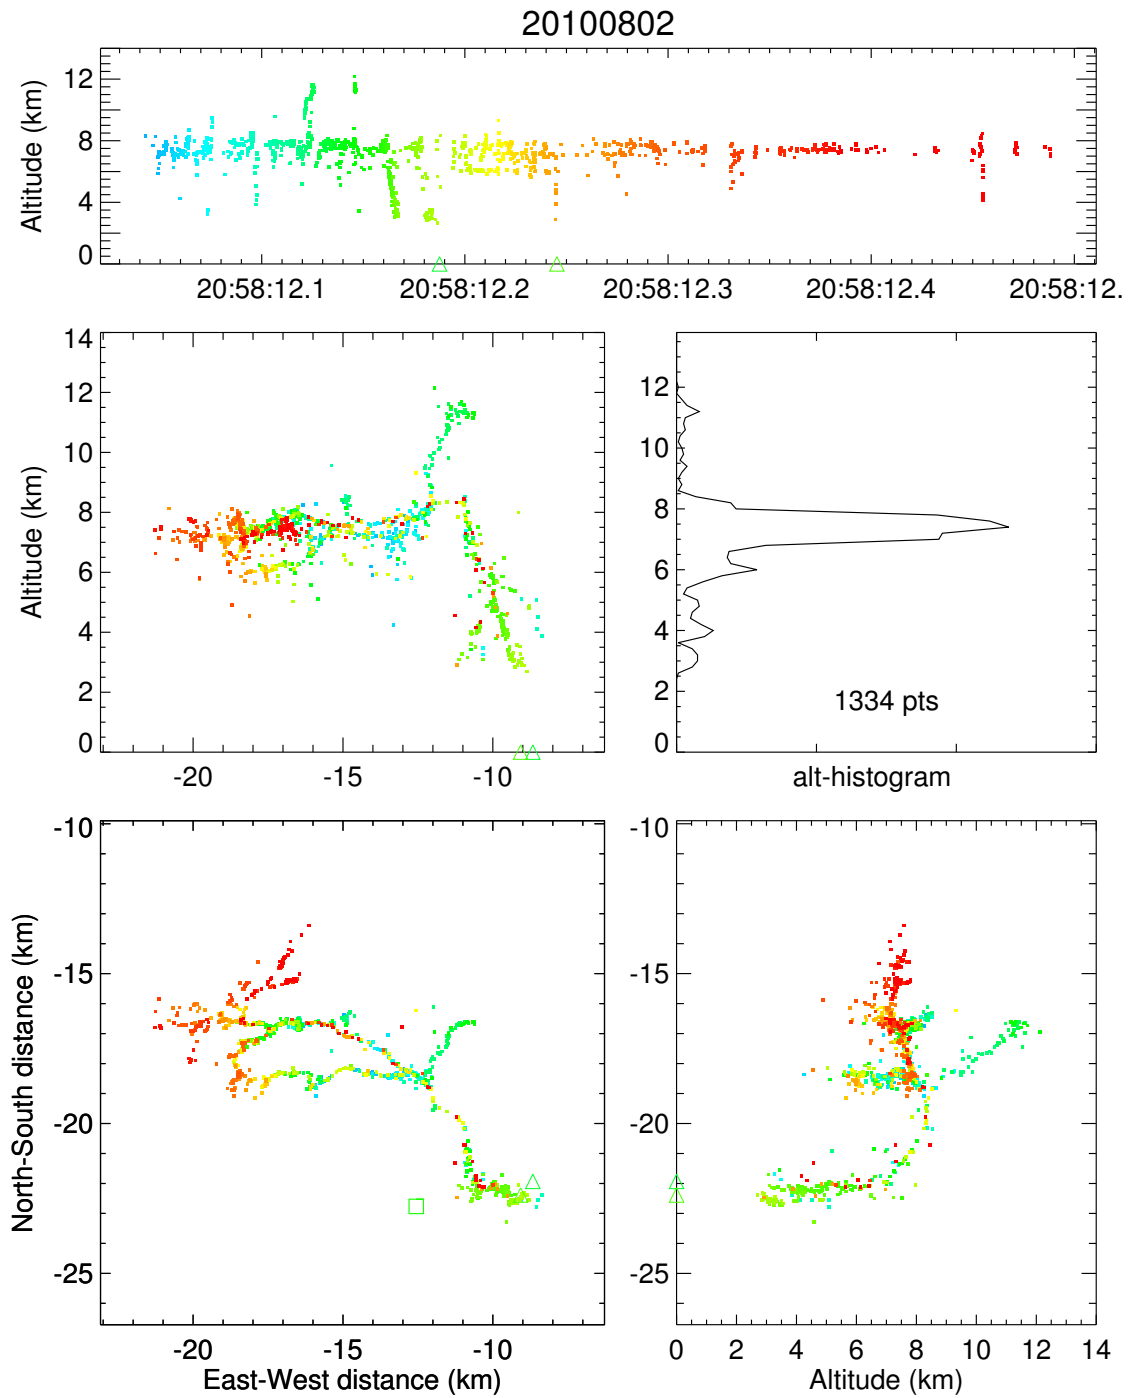 20100802
Altitude (km)
12
8
4
0
20:58:12.1 20:58:12.2 20:58:12.3 20:58:12.4 20:58:12.
Altitude (km)
14
12
10
8
6
4
2
0
-20 -15 -10
12
10
8
6
4
2
0
1334 pts
alt-histogram
North-South distance (km)
-10
-15
-20
-25
-20 -15 -10
East-West distance (km)
-10
-15
-20
-25
0 2 4 6 8 10 12 14
Altitude (km)